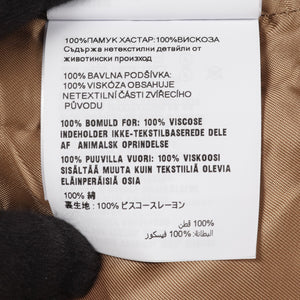 100%ПАМУК ХАСТАР:100%ВИСКОЗА
Съдържа нетекстилни детайли от
животински произход
100% BAVLNA PODŠÍVKA:
100% VISKÓZA OBSAHUJE
NETEXTILNÍ ČÁSTI ZVÍŘECÍHO
PŮVODU
100% BOMULD FOR: 100% VISCOSE
INDEHOLDER IKKE-TEKSTILBASEREDE DELE
AF ANIMALSK OPRINDELSE
100% PUUVILLA VUORI: 100% VISKOOSI
SISÄLTÄÄ MUUTA KUIN TEKSTIILIÄ OLEVIA
ELÄINPERÄISIÄ OSIA
100% 綿
裏生地：100% ビスコースレーヨン
100% قطن
البطانة: 100% فيسكوز